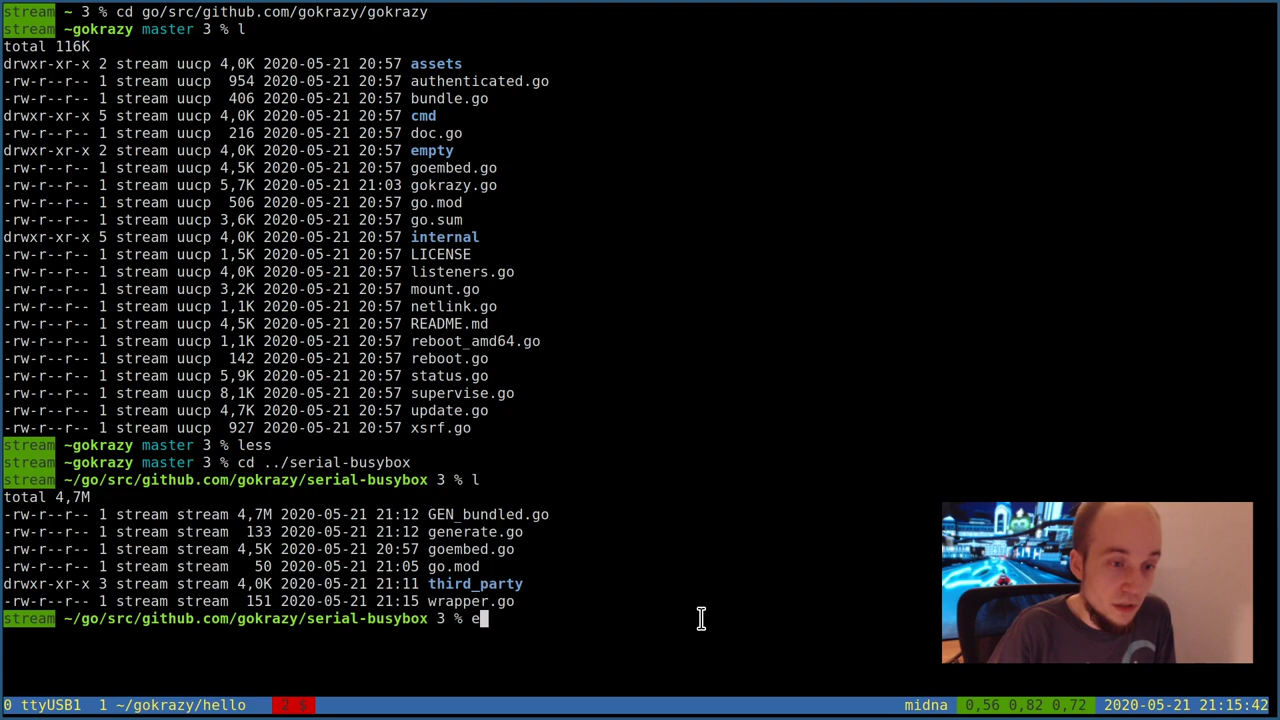 stream ~ 3 % cd go/src/github.com/gokrazy/gokrazy
stream ~gokrazy master 3 % l
total 116K
drwxr-xr-x 2 stream uucp 4,0K 2020-05-21 20:57 assets
-rw-r--r-- 1 stream uucp  954 2020-05-21 20:57 authenticated.go
-rw-r--r-- 1 stream uucp  406 2020-05-21 20:57 bundle.go
drwxr-xr-x 5 stream uucp 4,0K 2020-05-21 20:57 cmd
-rw-r--r-- 1 stream uucp  216 2020-05-21 20:57 doc.go
drwxr-xr-x 2 stream uucp 4,0K 2020-05-21 20:57 empty
-rw-r--r-- 1 stream uucp 4,5K 2020-05-21 20:57 goembed.go
-rw-r--r-- 1 stream uucp 5,7K 2020-05-21 21:03 gokrazy.go
-rw-r--r-- 1 stream uucp  506 2020-05-21 20:57 go.mod
-rw-r--r-- 1 stream uucp 3,6K 2020-05-21 20:57 go.sum
drwxr-xr-x 5 stream uucp 4,0K 2020-05-21 20:57 internal
-rw-r--r-- 1 stream uucp 1,5K 2020-05-21 20:57 LICENSE
-rw-r--r-- 1 stream uucp 4,0K 2020-05-21 20:57 listeners.go
-rw-r--r-- 1 stream uucp 3,2K 2020-05-21 20:57 mount.go
-rw-r--r-- 1 stream uucp 1,1K 2020-05-21 20:57 netlink.go
-rw-r--r-- 1 stream uucp 4,5K 2020-05-21 20:57 README.md
-rw-r--r-- 1 stream uucp 1,1K 2020-05-21 20:57 reboot_amd64.go
-rw-r--r-- 1 stream uucp  142 2020-05-21 20:57 reboot.go
-rw-r--r-- 1 stream uucp 5,9K 2020-05-21 20:57 status.go
-rw-r--r-- 1 stream uucp 8,1K 2020-05-21 20:57 supervise.go
-rw-r--r-- 1 stream uucp 4,7K 2020-05-21 20:57 update.go
-rw-r--r-- 1 stream uucp  927 2020-05-21 20:57 xsrf.go
stream ~gokrazy master 3 % less
stream ~gokrazy master 3 % cd ../serial-busybox
stream ~/go/src/github.com/gokrazy/serial-busybox 3 % l
total 4,7M
-rw-r--r-- 1 stream stream 4,7M 2020-05-21 21:12 GEN_bundled.go
-rw-r--r-- 1 stream stream  133 2020-05-21 21:12 generate.go
-rw-r--r-- 1 stream stream 4,5K 2020-05-21 20:57 goembed.go
-rw-r--r-- 1 stream stream   50 2020-05-21 21:05 go.mod
drwxr-xr-x 3 stream stream 4,0K 2020-05-21 21:11 third_party
-rw-r--r-- 1 stream stream  151 2020-05-21 21:15 wrapper.go
stream ~/go/src/github.com/gokrazy/serial-busybox 3 % e
0 ttyUSB1  1 ~/gokrazy/hello  2 $  midna  0,56 0,82 0,72  2020-05-21 21:15:42